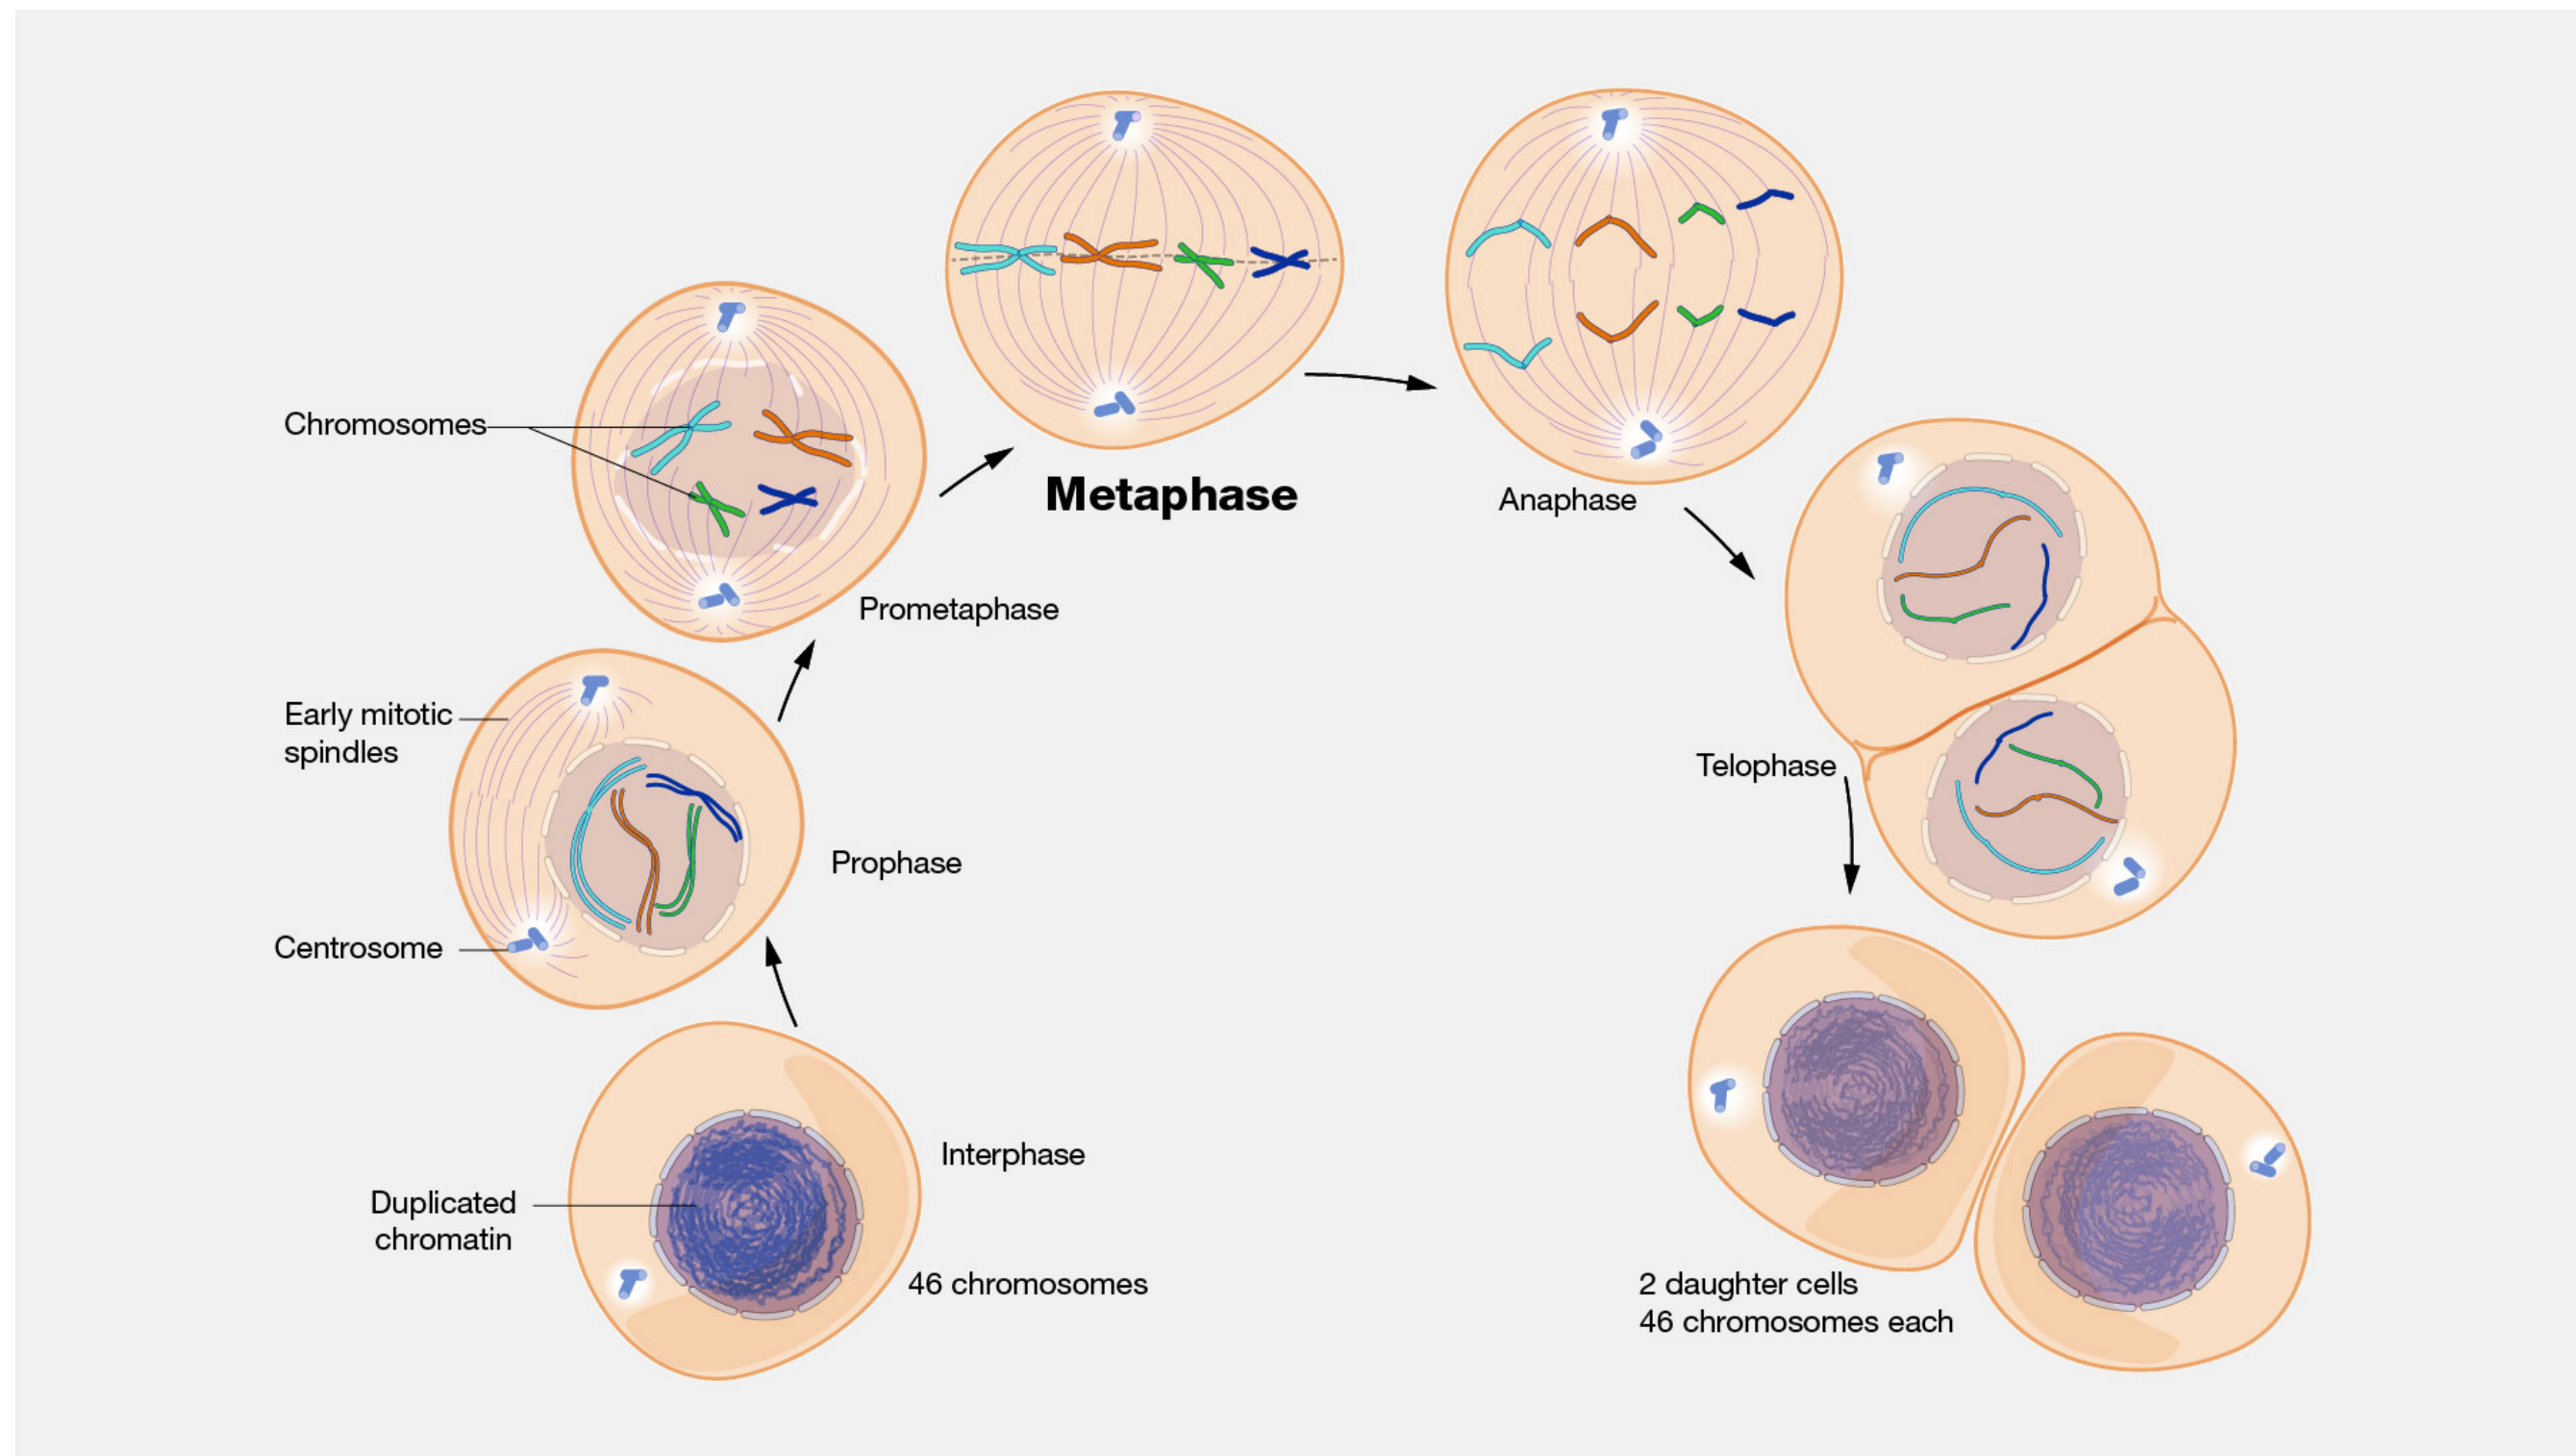 Chromosomes
Metaphase
Anaphase
Prometaphase
Early mitotic
spindles
Telophase
Prophase
Centrosome
Interphase
Duplicated
chromatin
46 chromosomes
2 daughter cells
46 chromosomes each